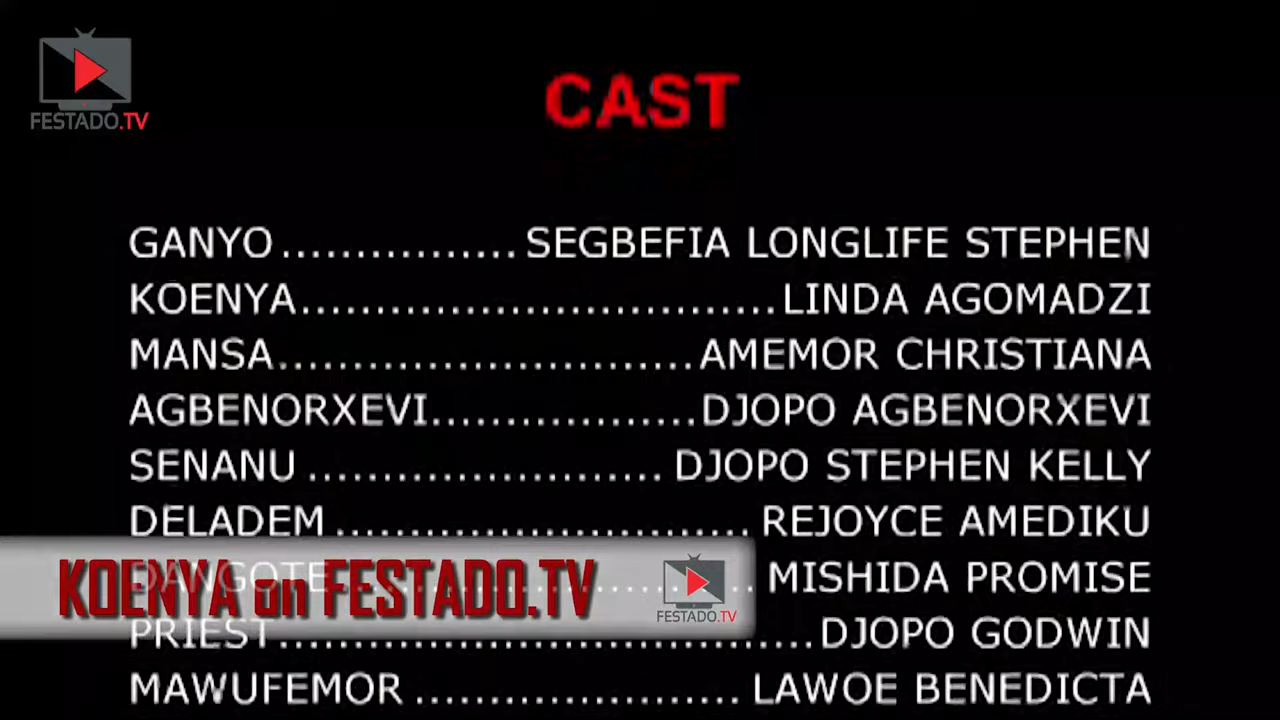 FESTADO.TV
CAST
GANYO ................ SEGBEFIA LONGLIFE STEPHEN
KOENYA................................LINDA AGOMADZI
MANSA............................AMEMOR CHRISTIANA
AGBENORXEVI..................DJOPO AGBENORXEVI
SENANU ........................ DJOPO STEPHEN KELLY
DELADEM ............................ REJOYCE AMEDIKU
DANGOTE ............................ MISHIDA PROMISE
KOENYA on FESTADO.TV
FESTADO.TV
PRIEST....................................DJOPO GODWIN
MAWUFEMOR ...................... LAWOE BENEDICTA